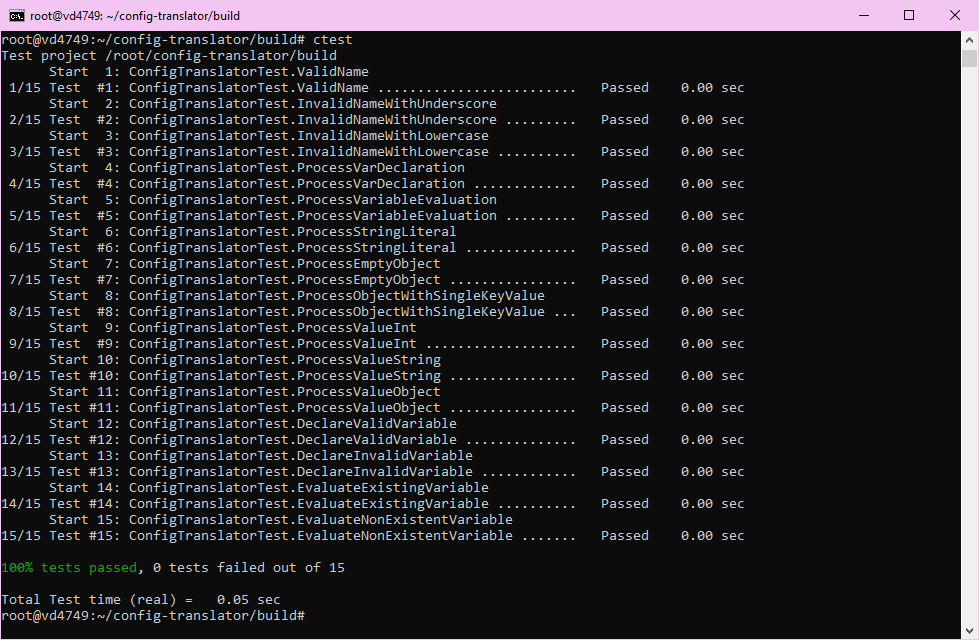 root@vd4749: ~/config-translator/build
root@vd4749:~/config-translator/build# ctest
Test project /root/config-translator/build
      Start  1: ConfigTranslatorTest.ValidName
 1/15 Test  #1: ConfigTranslatorTest.ValidName .........................   Passed    0.00 sec
      Start  2: ConfigTranslatorTest.InvalidNameWithUnderscore
 2/15 Test  #2: ConfigTranslatorTest.InvalidNameWithUnderscore .........   Passed    0.00 sec
      Start  3: ConfigTranslatorTest.InvalidNameWithLowercase
 3/15 Test  #3: ConfigTranslatorTest.InvalidNameWithLowercase ..........   Passed    0.00 sec
      Start  4: ConfigTranslatorTest.ProcessVarDeclaration
 4/15 Test  #4: ConfigTranslatorTest.ProcessVarDeclaration .............   Passed    0.00 sec
      Start  5: ConfigTranslatorTest.ProcessVariableEvaluation
 5/15 Test  #5: ConfigTranslatorTest.ProcessVariableEvaluation .........   Passed    0.00 sec
      Start  6: ConfigTranslatorTest.ProcessStringLiteral
 6/15 Test  #6: ConfigTranslatorTest.ProcessStringLiteral ..............   Passed    0.00 sec
      Start  7: ConfigTranslatorTest.ProcessEmptyObject
 7/15 Test  #7: ConfigTranslatorTest.ProcessEmptyObject ................   Passed    0.00 sec
      Start  8: ConfigTranslatorTest.ProcessObjectWithSingleKeyValue
 8/15 Test  #8: ConfigTranslatorTest.ProcessObjectWithSingleKeyValue ...   Passed    0.00 sec
      Start  9: ConfigTranslatorTest.ProcessValueInt
 9/15 Test  #9: ConfigTranslatorTest.ProcessValueInt ...................   Passed    0.00 sec
      Start 10: ConfigTranslatorTest.ProcessValueString
10/15 Test #10: ConfigTranslatorTest.ProcessValueString ................   Passed    0.00 sec
      Start 11: ConfigTranslatorTest.ProcessValueObject
11/15 Test #11: ConfigTranslatorTest.ProcessValueObject ................   Passed    0.00 sec
      Start 12: ConfigTranslatorTest.DeclareValidVariable
12/15 Test #12: ConfigTranslatorTest.DeclareValidVariable ..............   Passed    0.00 sec
      Start 13: ConfigTranslatorTest.DeclareInvalidVariable
13/15 Test #13: ConfigTranslatorTest.DeclareInvalidVariable ............   Passed    0.00 sec
      Start 14: ConfigTranslatorTest.EvaluateExistingVariable
14/15 Test #14: ConfigTranslatorTest.EvaluateExistingVariable ..........   Passed    0.00 sec
      Start 15: ConfigTranslatorTest.EvaluateNonExistentVariable
15/15 Test #15: ConfigTranslatorTest.EvaluateNonExistentVariable .......   Passed    0.00 sec

100% tests passed, 0 tests failed out of 15

Total Test time (real) =   0.05 sec
root@vd4749:~/config-translator/build#